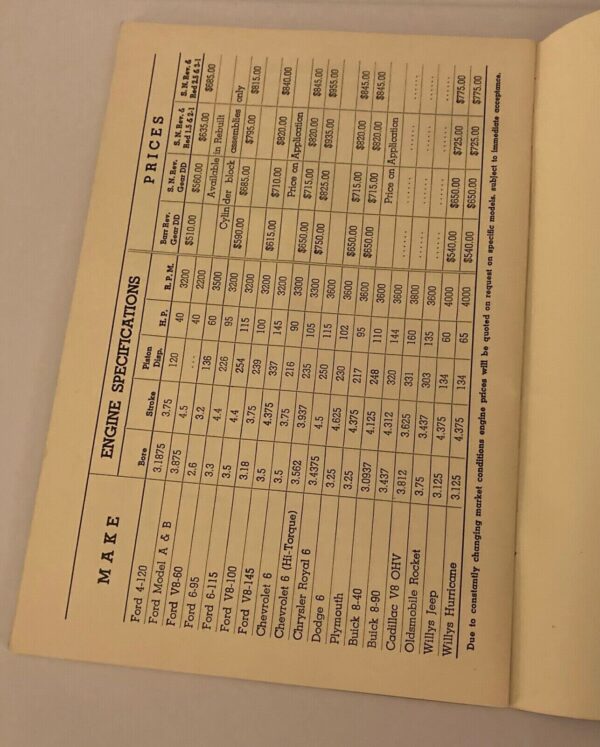 MAKE ENGINE SPECIFICATIONS PRICES
Bore Stroke Piston Disp. H.P. R.P.M. Barr Rev. Gear DD S. N. Rev. Gear DD S. N. Rev. & Red 1.5 & 2-1 S. N. Rev. & Red 2.5 & 3-1
Ford 4-120 3.1875 3.75 120 40 3200 $510.00 $560.00 $635.00 $685.00
Ford Model A & B 3.875 4.5 ... 40 2200 Available in Rebuilt
Ford V8-60 2.6 3.2 136 60 3500 Cylinder block assemblies only
Ford 6-95 3.3 4.4 226 95 3200 $590.00 $685.00 $795.00 $815.00
Ford 6-115 3.5 4.4 254 115 3200
Ford V8-100 3.18 3.75 239 100 3200 $615.00 $710.00 $820.00 $840.00
Ford V8-145 3.5 4.375 337 145 3200 Price on Application
Chevrolet 6 3.5 3.75 216 90 3300 $650.00 $715.00 $820.00 $845.00
Chevrolet 6 (Hi-Torque) 3.562 3.937 235 105 3300 $750.00 $825.00 $935.00 $955.00
Chrysler Royal 6 3.4375 4.5 250 115 3600
Dodge 6 3.25 4.625 230 102 3600 $650.00 $715.00 $820.00 $845.00
Plymouth 3.25 4.375 217 95 3600 $650.00 $715.00 $820.00 $845.00
Buick 8-40 3.0937 4.125 248 110 3600 Price on Application
Buick 8-90 3.437 4.312 320 144 3600 ...... ...... ...... ......
Cadillac V8 OHV 3.812 3.625 331 160 3800 ...... ...... ...... ......
Oldsmobile Rocket 3.75 3.437 303 135 3600 ...... ...... ...... ......
Willys Jeep 3.125 4.375 134 60 4000 $540.00 $650.00 $725.00 $775.00
Willys Hurricane 3.125 4.375 134 65 4000 $540.00 $650.00 $725.00 $775.00
Due to constantly changing market conditions engine prices will be quoted on request on specific models, subject to immediate acceptance.